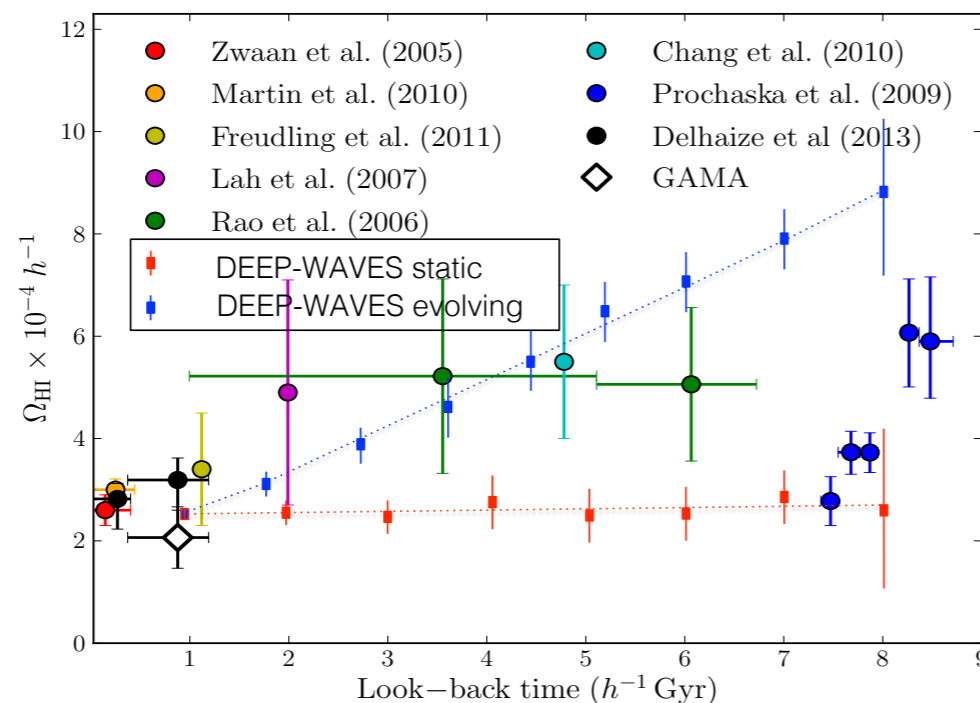 12
10
8
6
4
2
0
Ω_HI × 10⁻⁴ h⁻¹
Zwaan et al. (2005)
Martin et al. (2010)
Freudling et al. (2011)
Lah et al. (2007)
Rao et al. (2006)
Chang et al. (2010)
Prochaska et al. (2009)
Delhaize et al (2013)
GAMA
DEEP-WAVES static
DEEP-WAVES evolving
1 2 3 4 5 6 7 8 9
Look−back time (h⁻¹ Gyr)